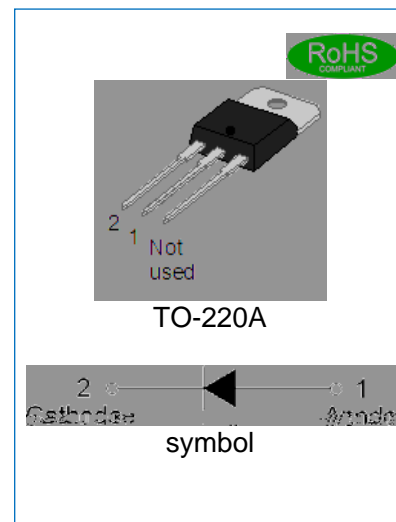 RoHS
COMPLIANT
2
1
Not
used
TO-220A
2
1
Cathode
Anode
symbol